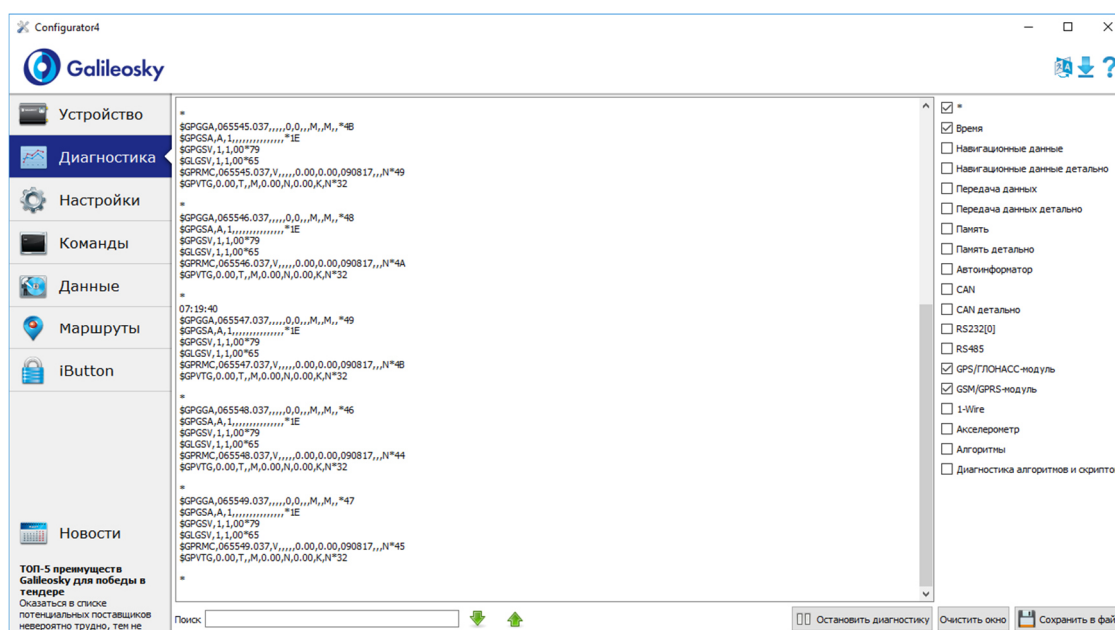 Configurator4
Galileosky
Устройство
Диагностика
Настройки
Команды
Данные
Маршруты
iButton
Новости
ТОП-5 преимуществ
Galileosky для победы в
тендере
Оказаться в списке
потенциальных поставщиков
невероятно трудно, тем не
=
$GPGGA,065545.037,,,,,0,0,,,M,,M,,*4B
$GPGSA,A,1,,,,,,,,,,,,,,,*1E
$GPGSV,1,1,00*79
$GLGSV,1,1,00*65
$GPRMC,065545.037,V,,,,,0.00,0.00,090817,,,N*49
$GPVTG,0.00,T,,M,0.00,N,0.00,K,N*32
=
$GPGGA,065546.037,,,,,0,0,,,M,,M,,*48
$GPGSA,A,1,,,,,,,,,,,,,,,*1E
$GPGSV,1,1,00*79
$GLGSV,1,1,00*65
$GPRMC,065546.037,V,,,,,0.00,0.00,090817,,,N*4A
$GPVTG,0.00,T,,M,0.00,N,0.00,K,N*32
=
07:19:40
$GPGGA,065547.037,,,,,0,0,,,M,,M,,*49
$GPGSA,A,1,,,,,,,,,,,,,,,*1E
$GPGSV,1,1,00*79
$GLGSV,1,1,00*65
$GPRMC,065547.037,V,,,,,0.00,0.00,090817,,,N*4B
$GPVTG,0.00,T,,M,0.00,N,0.00,K,N*32
=
$GPGGA,065548.037,,,,,0,0,,,M,,M,,*46
$GPGSA,A,1,,,,,,,,,,,,,,,*1E
$GPGSV,1,1,00*79
$GLGSV,1,1,00*65
$GPRMC,065548.037,V,,,,,0.00,0.00,090817,,,N*44
$GPVTG,0.00,T,,M,0.00,N,0.00,K,N*32
=
$GPGGA,065549.037,,,,,0,0,,,M,,M,,*47
$GPGSA,A,1,,,,,,,,,,,,,,,*1E
$GPGSV,1,1,00*79
$GLGSV,1,1,00*65
$GPRMC,065549.037,V,,,,,0.00,0.00,090817,,,N*45
$GPVTG,0.00,T,,M,0.00,N,0.00,K,N*32
=
Поиск
Остановить диагностику
Очистить окно
Сохранить в фай
=
Время
Навигационные данные
Навигационные данные детально
Передача данных
Передача данных детально
Память
Память детально
Автоинформатор
CAN
CAN детально
RS232[0]
RS485
GPS/ГЛОНАСС-модуль
GSM/GPRS-модуль
1-Wire
Акселерометр
Алгоритмы
Диагностика алгоритмов и скрипто